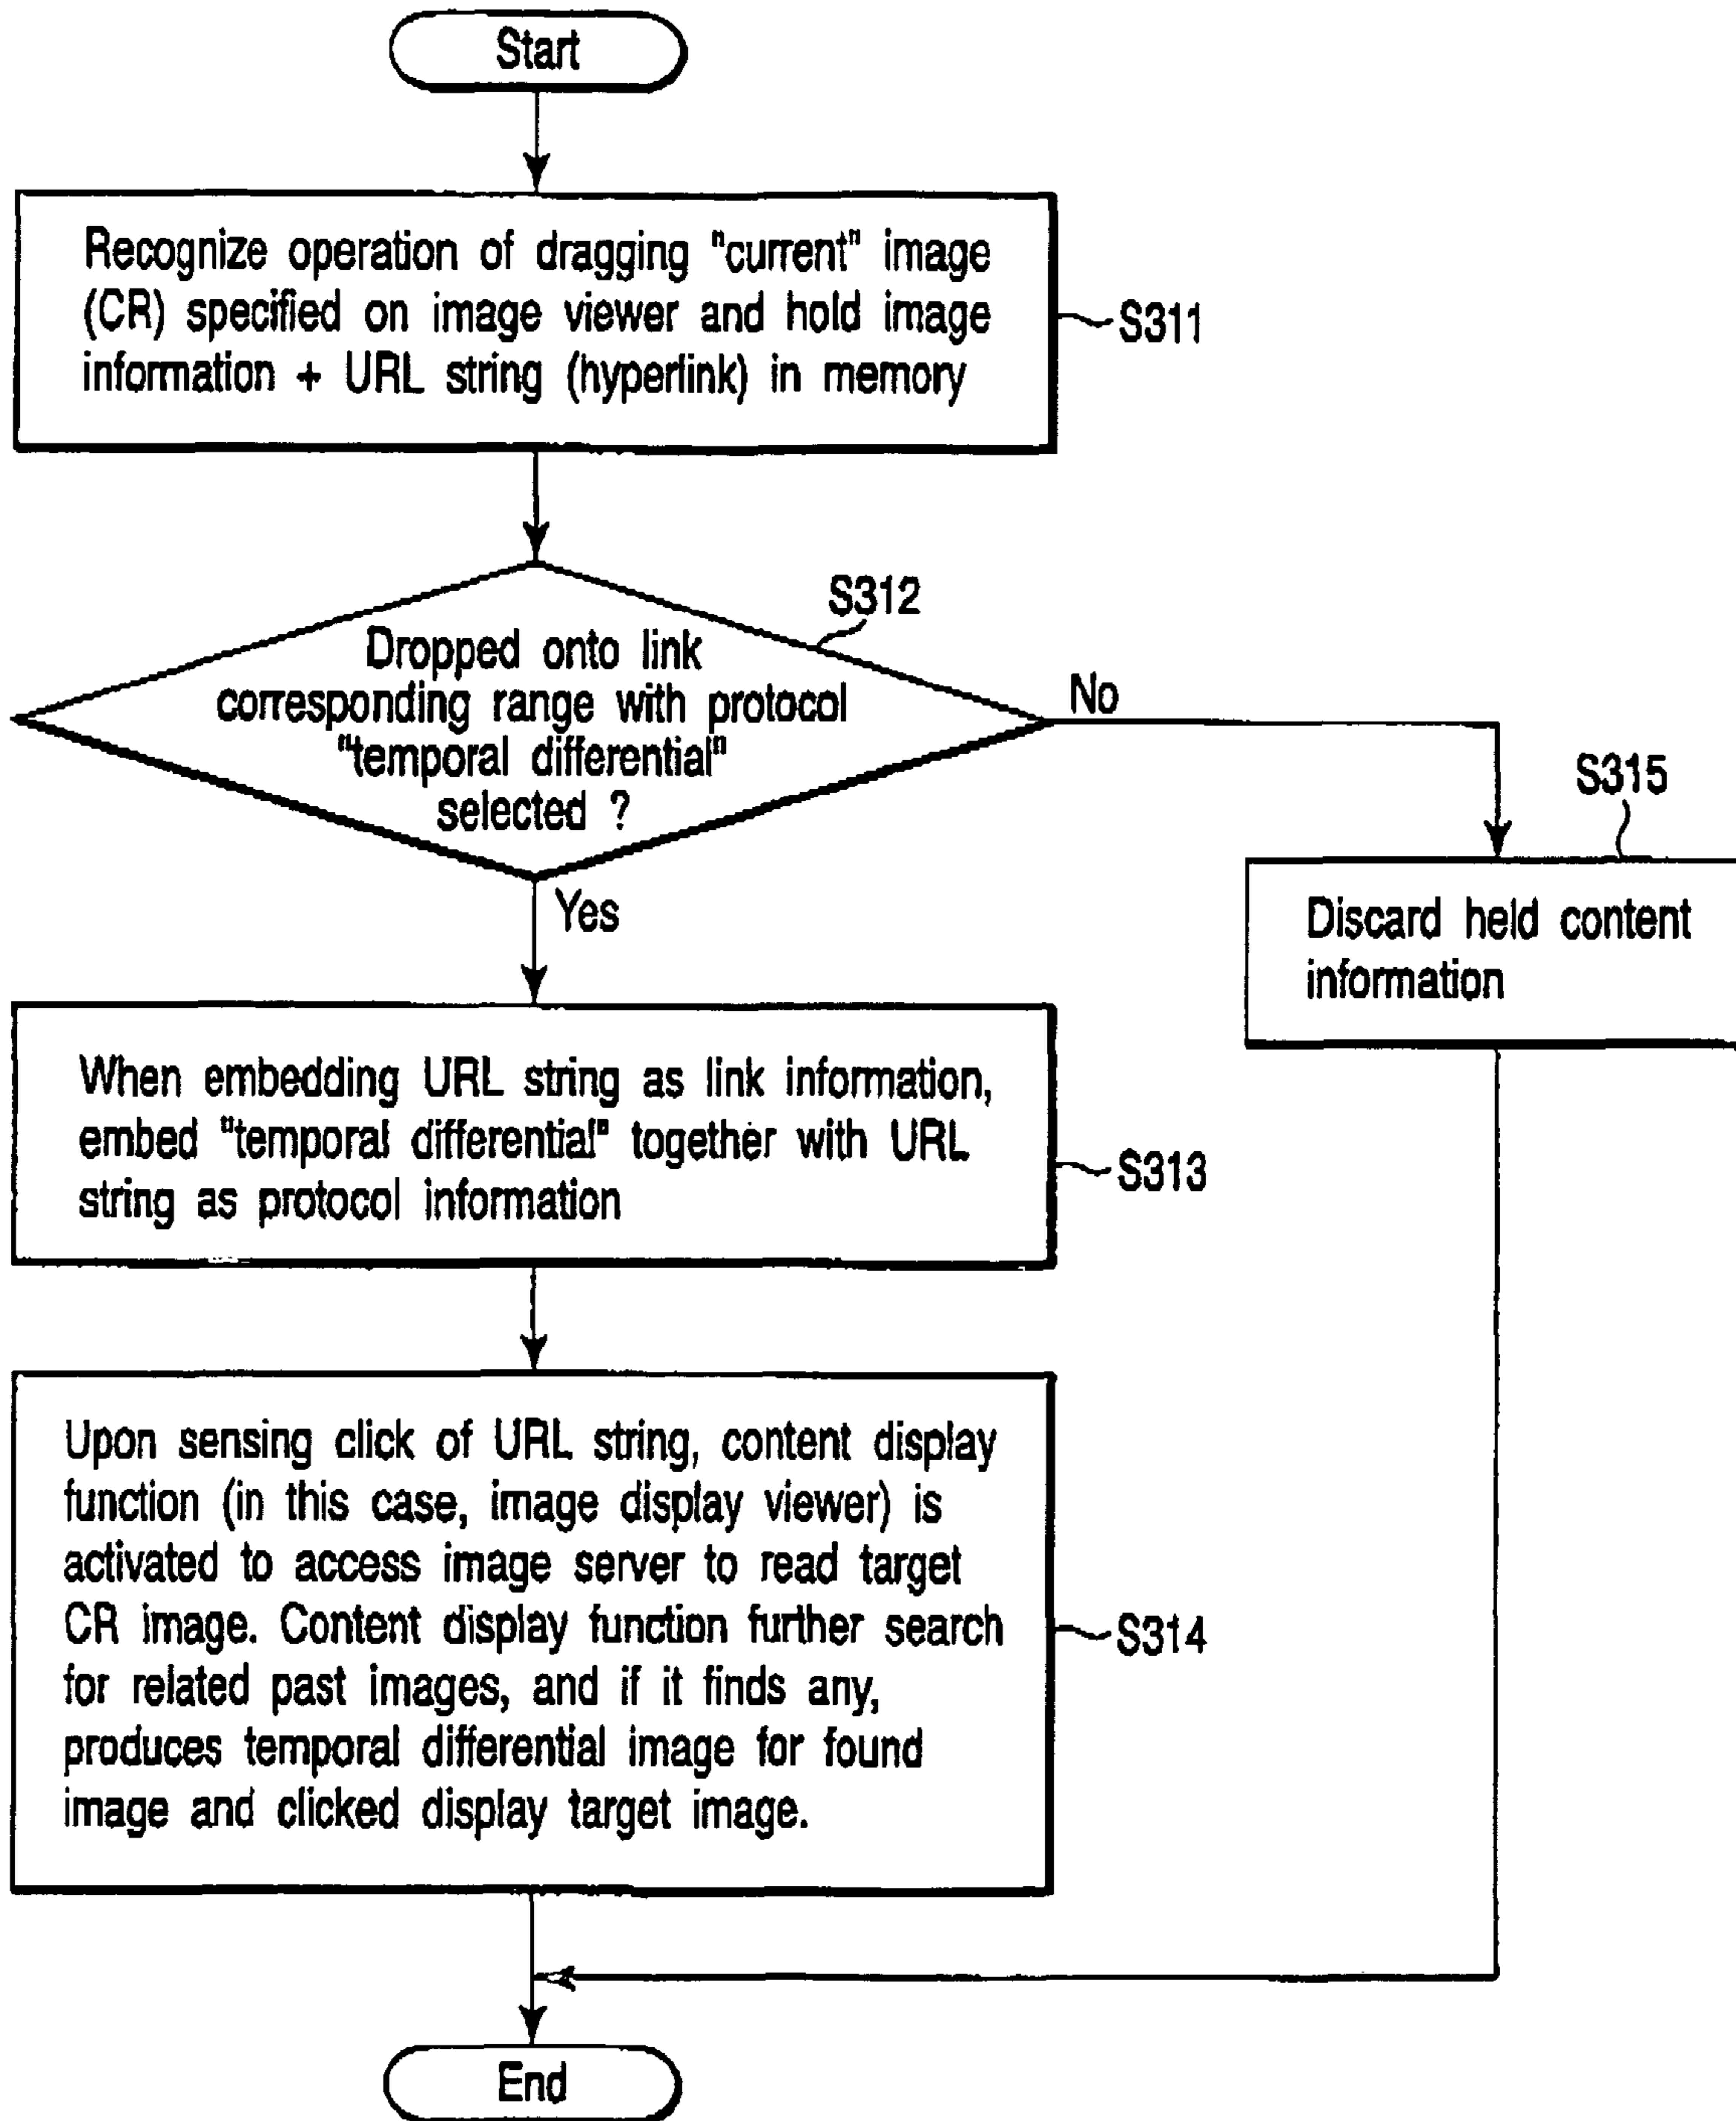 Start
Recognize operation of dragging "current" image
(CR) specified on image viewer and hold image
information + URL string (hyperlink) in memory
S311
S312
Dropped onto link
corresponding range with protocol
"temporal differential"
selected ?
No
Yes
S315
Discard held content
information
When embedding URL string as link information,
embed "temporal differential" together with URL
string as protocol information
S313
Upon sensing click of URL string, content display
function (in this case, image display viewer) is
activated to access image server to read target
CR image. Content display function further search
for related past images, and if it finds any,
produces temporal differential image for found
image and clicked display target image.
S314
End